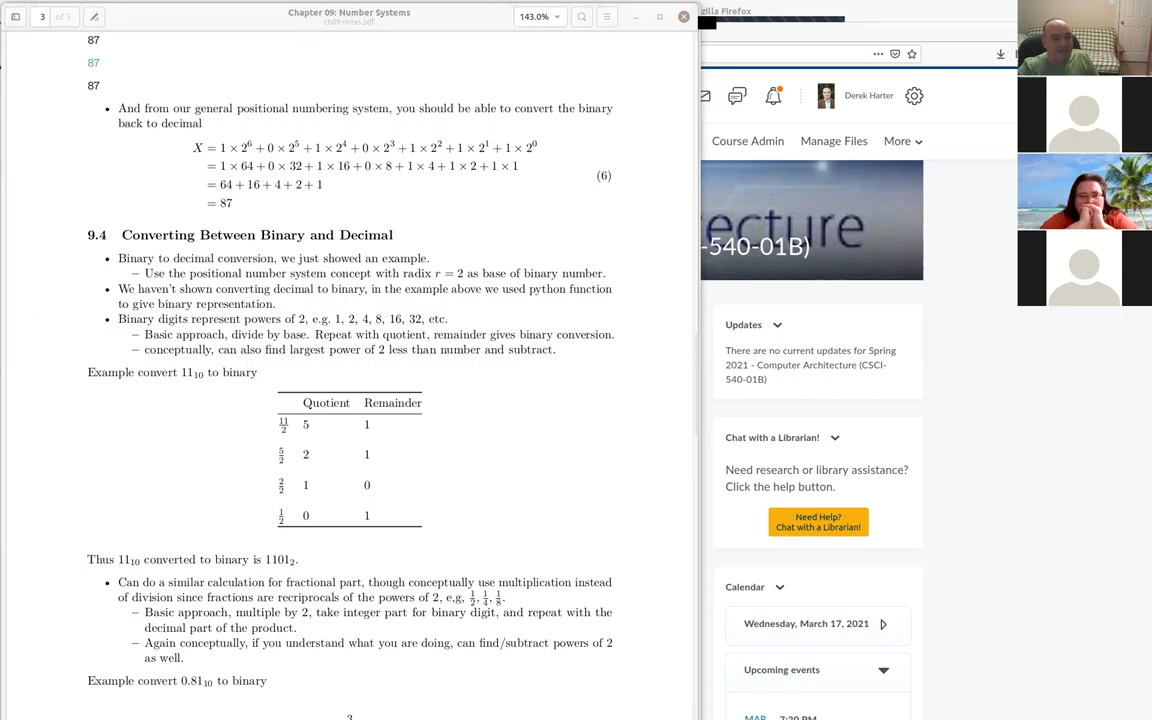 Chapter 09: Number Systems
ch09-notes.pdf
3 of 5
143.0%
87
87
87
• And from our general positional numbering system, you should be able to convert the binary
back to decimal
X = 1 × 2⁶ + 0 × 2⁵ + 1 × 2⁴ + 0 × 2³ + 1 × 2² + 1 × 2¹ + 1 × 2⁰
= 1 × 64 + 0 × 32 + 1 × 16 + 0 × 8 + 1 × 4 + 1 × 2 + 1 × 1
= 64 + 16 + 4 + 2 + 1
= 87
(6)
9.4 Converting Between Binary and Decimal
• Binary to decimal conversion, we just showed an example.
– Use the positional number system concept with radix r = 2 as base of binary number.
• We haven't shown converting decimal to binary, in the example above we used python function
to give binary representation.
• Binary digits represent powers of 2, e.g. 1, 2, 4, 8, 16, 32, etc.
– Basic approach, divide by base. Repeat with quotient, remainder gives binary conversion.
– conceptually, can also find largest power of 2 less than number and subtract.
Example convert 11₁₀ to binary
Quotient Remainder
11/2 5 1
5/2 2 1
2/2 1 0
1/2 0 1
Thus 11₁₀ converted to binary is 1101₂.
• Can do a similar calculation for fractional part, though conceptually use multiplication instead
of division since fractions are recriprocals of the powers of 2, e,g, 1/2, 1/4, 1/8.
– Basic approach, multiple by 2, take integer part for binary digit, and repeat with the
decimal part of the product.
– Again conceptually, if you understand what you are doing, can find/subtract powers of 2
as well.
Example convert 0.81₁₀ to binary
zilla Firefox
Derek Harter
Course Admin Manage Files More
ecture
-540-01B)
Updates
There are no current updates for Spring
2021 - Computer Architecture (CSCI-
540-01B)
Chat with a Librarian!
Need research or library assistance?
Click the help button.
Need Help?
Chat with a Librarian!
Calendar
Wednesday, March 17, 2021
Upcoming events
MAR 7:20 PM